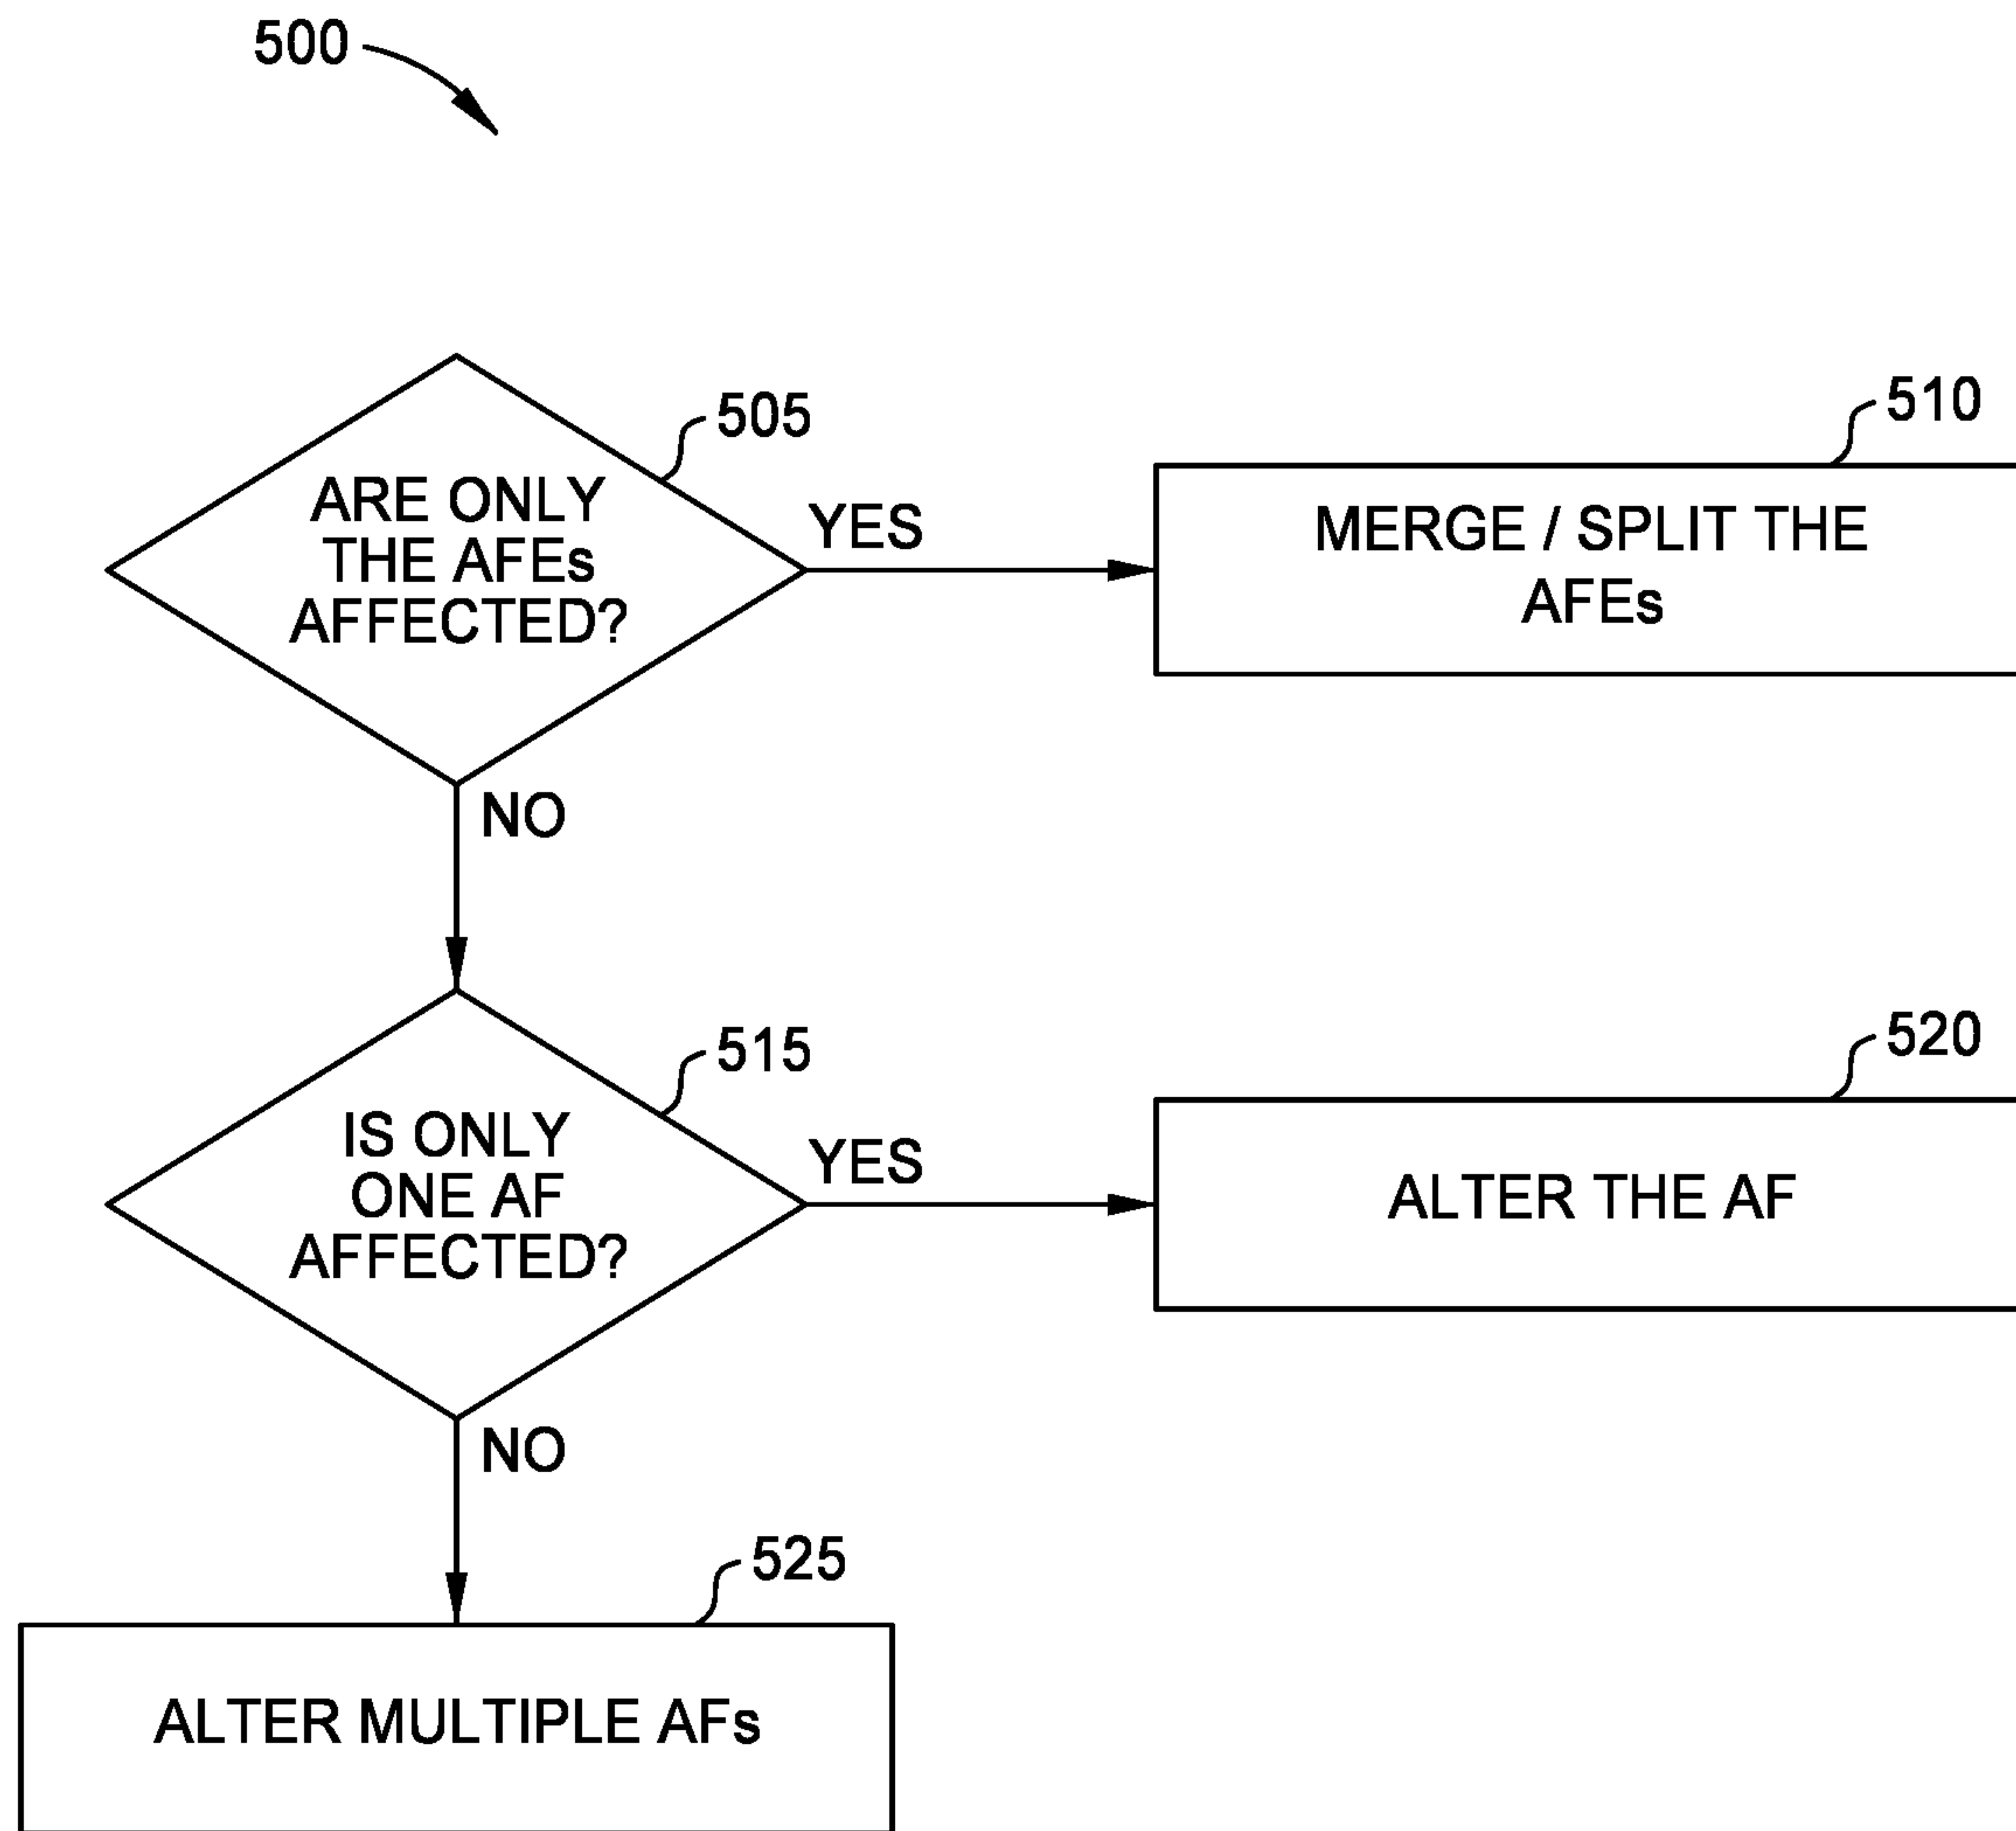 500
505
ARE ONLY
THE AFEs
AFFECTED?
YES
510
MERGE / SPLIT THE
AFEs
NO
515
IS ONLY
ONE AF
AFFECTED?
YES
520
ALTER THE AF
NO
525
ALTER MULTIPLE AFs